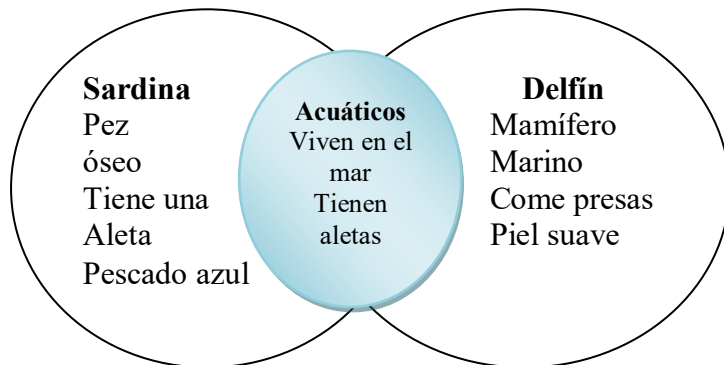 Sardina
Pez
óseo
Tiene una
Aleta
Pescado azul
Acuáticos
Viven en el
mar
Tienen
aletas
Delfín
Mamífero
Marino
Come presas
Piel suave